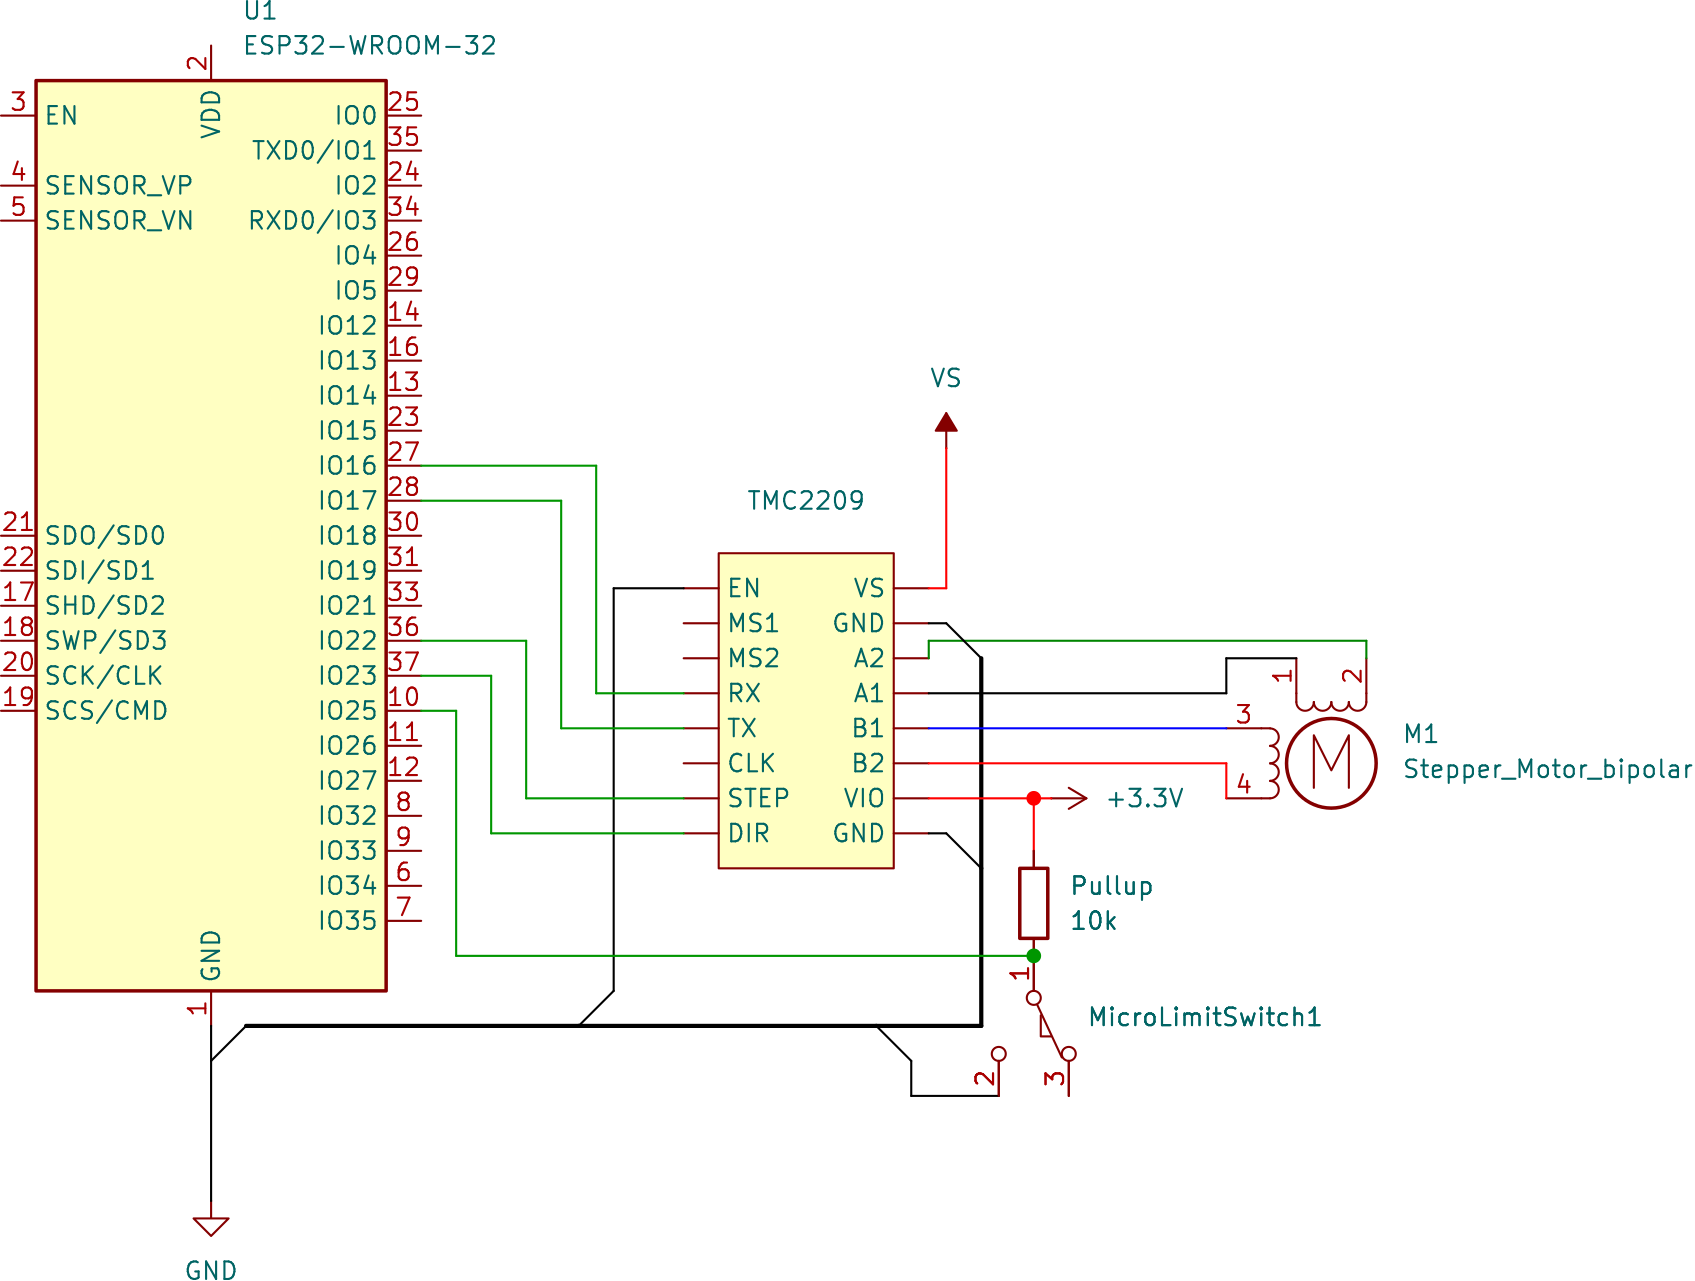 U1
ESP32-WROOM-32
2
VDD
3
EN
4
SENSOR_VP
5
SENSOR_VN
21
SDO/SD0
22
SDI/SD1
17
SHD/SD2
18
SWP/SD3
20
SCK/CLK
19
SCS/CMD
IO0
25
TXD0/IO1
35
IO2
24
RXD0/IO3
34
IO4
26
IO5
29
IO12
14
IO13
16
IO14
13
IO15
23
IO16
27
IO17
28
IO18
30
IO19
31
IO21
33
IO22
36
IO23
37
IO25
10
IO26
11
IO27
12
IO32
8
IO33
9
IO34
6
IO35
7
GND
1
GND
TMC2209
EN
MS1
MS2
RX
TX
CLK
STEP
DIR
VS
GND
A2
A1
B1
B2
VIO
GND
VS
+3.3V
1
2
3
4
M
M1
Stepper_Motor_bipolar
Pullup
10k
1
MicroLimitSwitch1
2
3